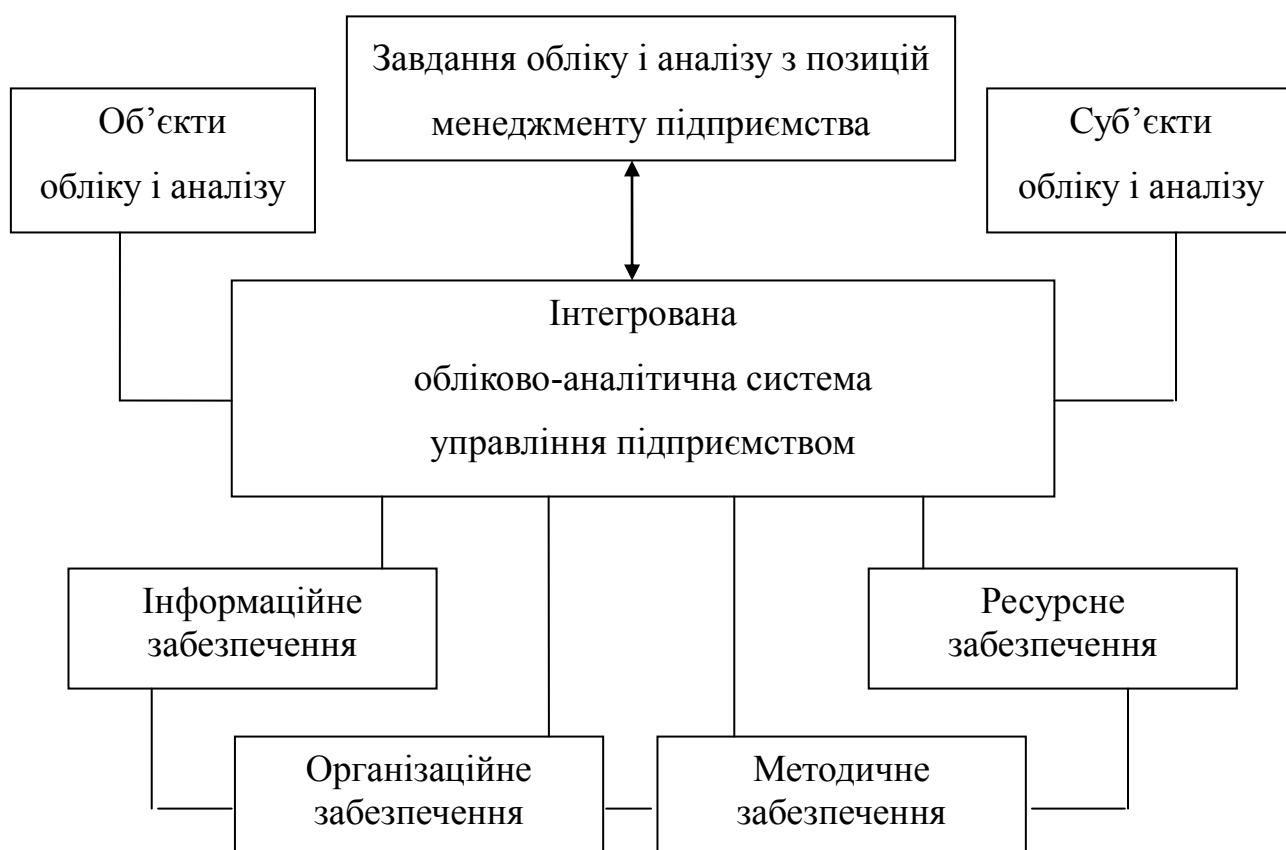 Завдання обліку і аналізу з позицій
менеджменту підприємства
Об’єкти
обліку і аналізу
Суб’єкти
обліку і аналізу
Інтегрована
обліково-аналітична система
управління підприємством
Інформаційне
забезпечення
Ресурсне
забезпечення
Організаційне
забезпечення
Методичне
забезпечення